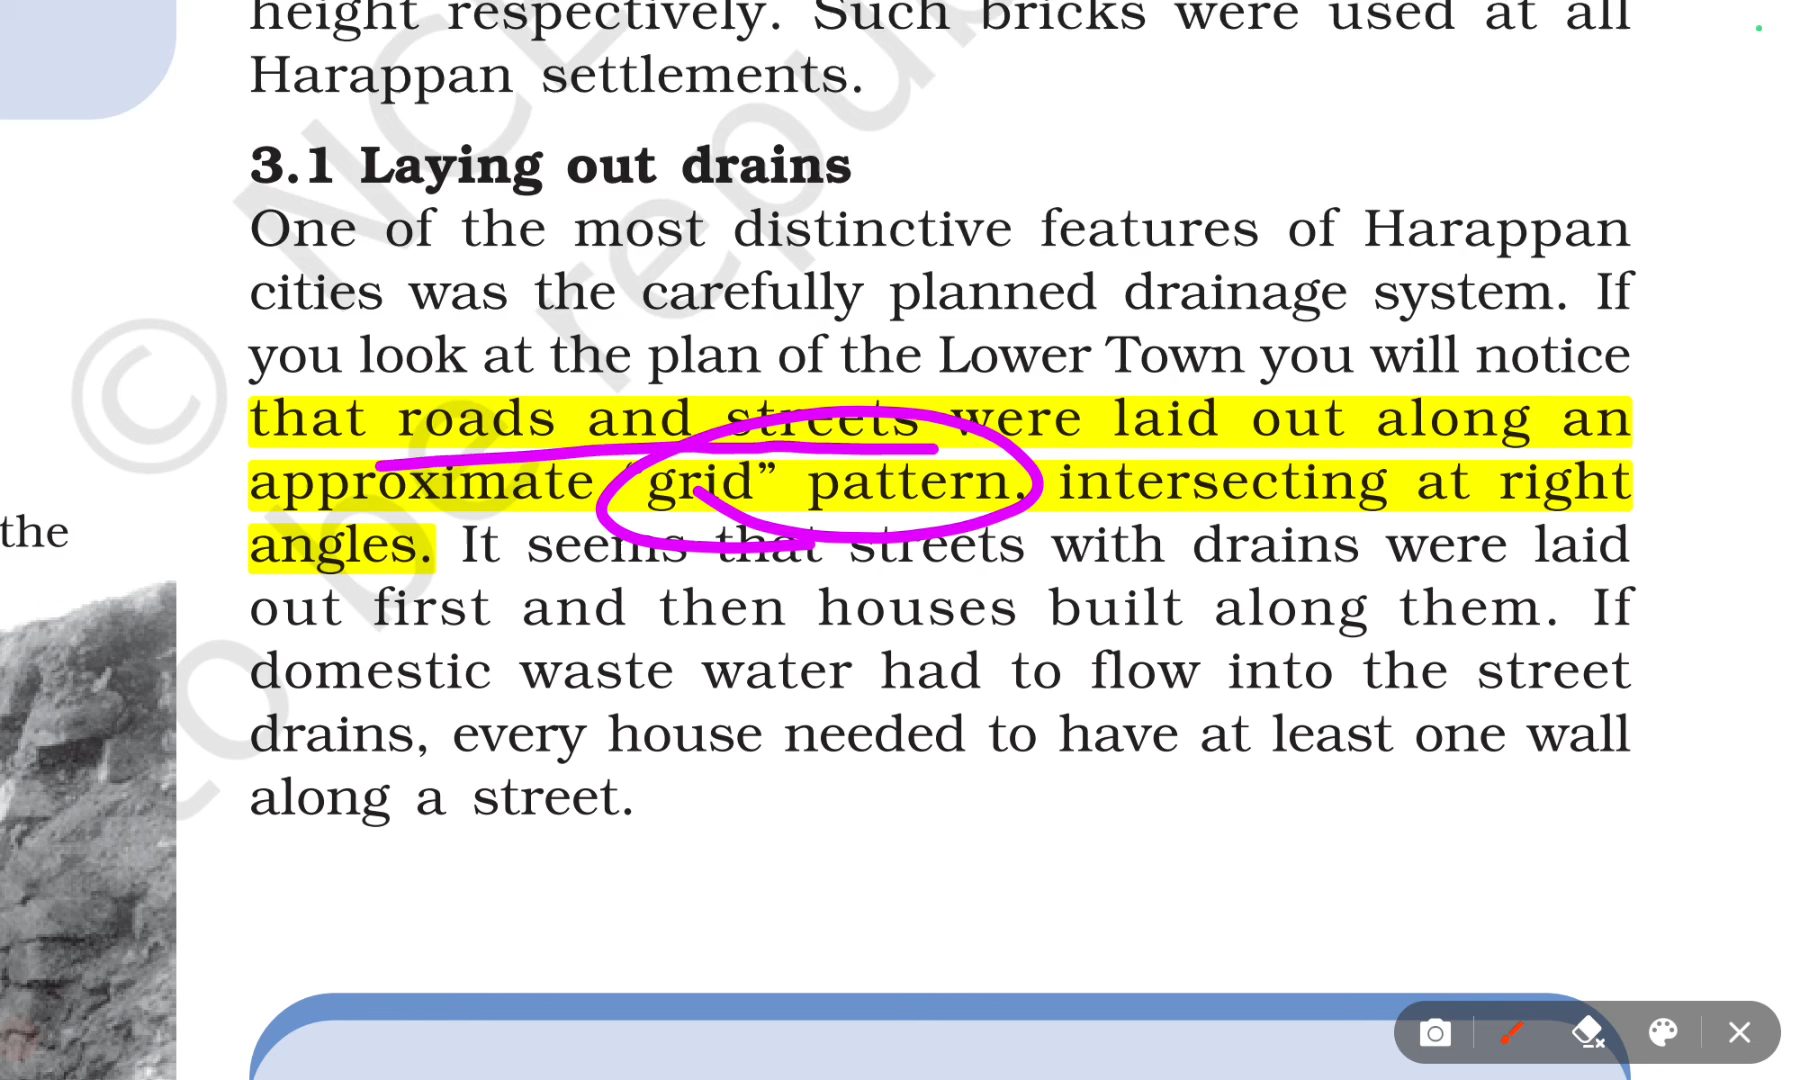 height respectively. Such bricks were used at all
Harappan settlements.
3.1 Laying out drains
One of the most distinctive features of Harappan
cities was the carefully planned drainage system. If
you look at the plan of the Lower Town you will notice
that roads and streets were laid out along an
approximate “grid” pattern, intersecting at right
angles. It seems that streets with drains were laid
out first and then houses built along them. If
domestic waste water had to flow into the street
drains, every house needed to have at least one wall
along a street.
the